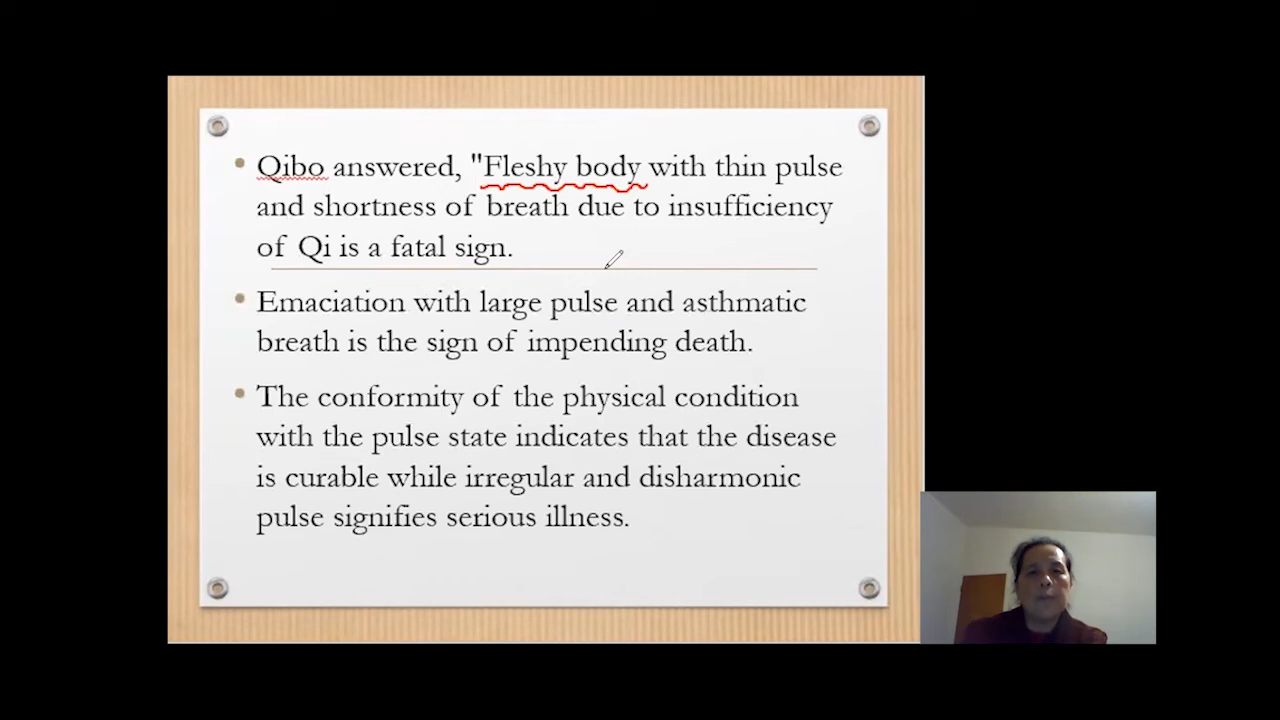 Qibo answered, "Fleshy body with thin pulse
and shortness of breath due to insufficiency
of Qi is a fatal sign.
Emaciation with large pulse and asthmatic
breath is the sign of impending death.
The conformity of the physical condition
with the pulse state indicates that the disease
is curable while irregular and disharmonic
pulse signifies serious illness.